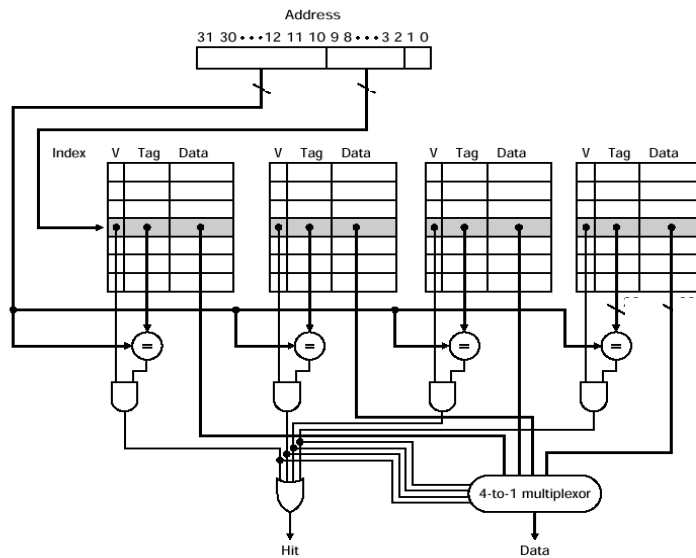 Address
31 30•••12 11 10 9 8•••3 2 1 0
Index V Tag Data V Tag Data V Tag Data V Tag Data
= = = =
4-to-1 multiplexor
Hit Data